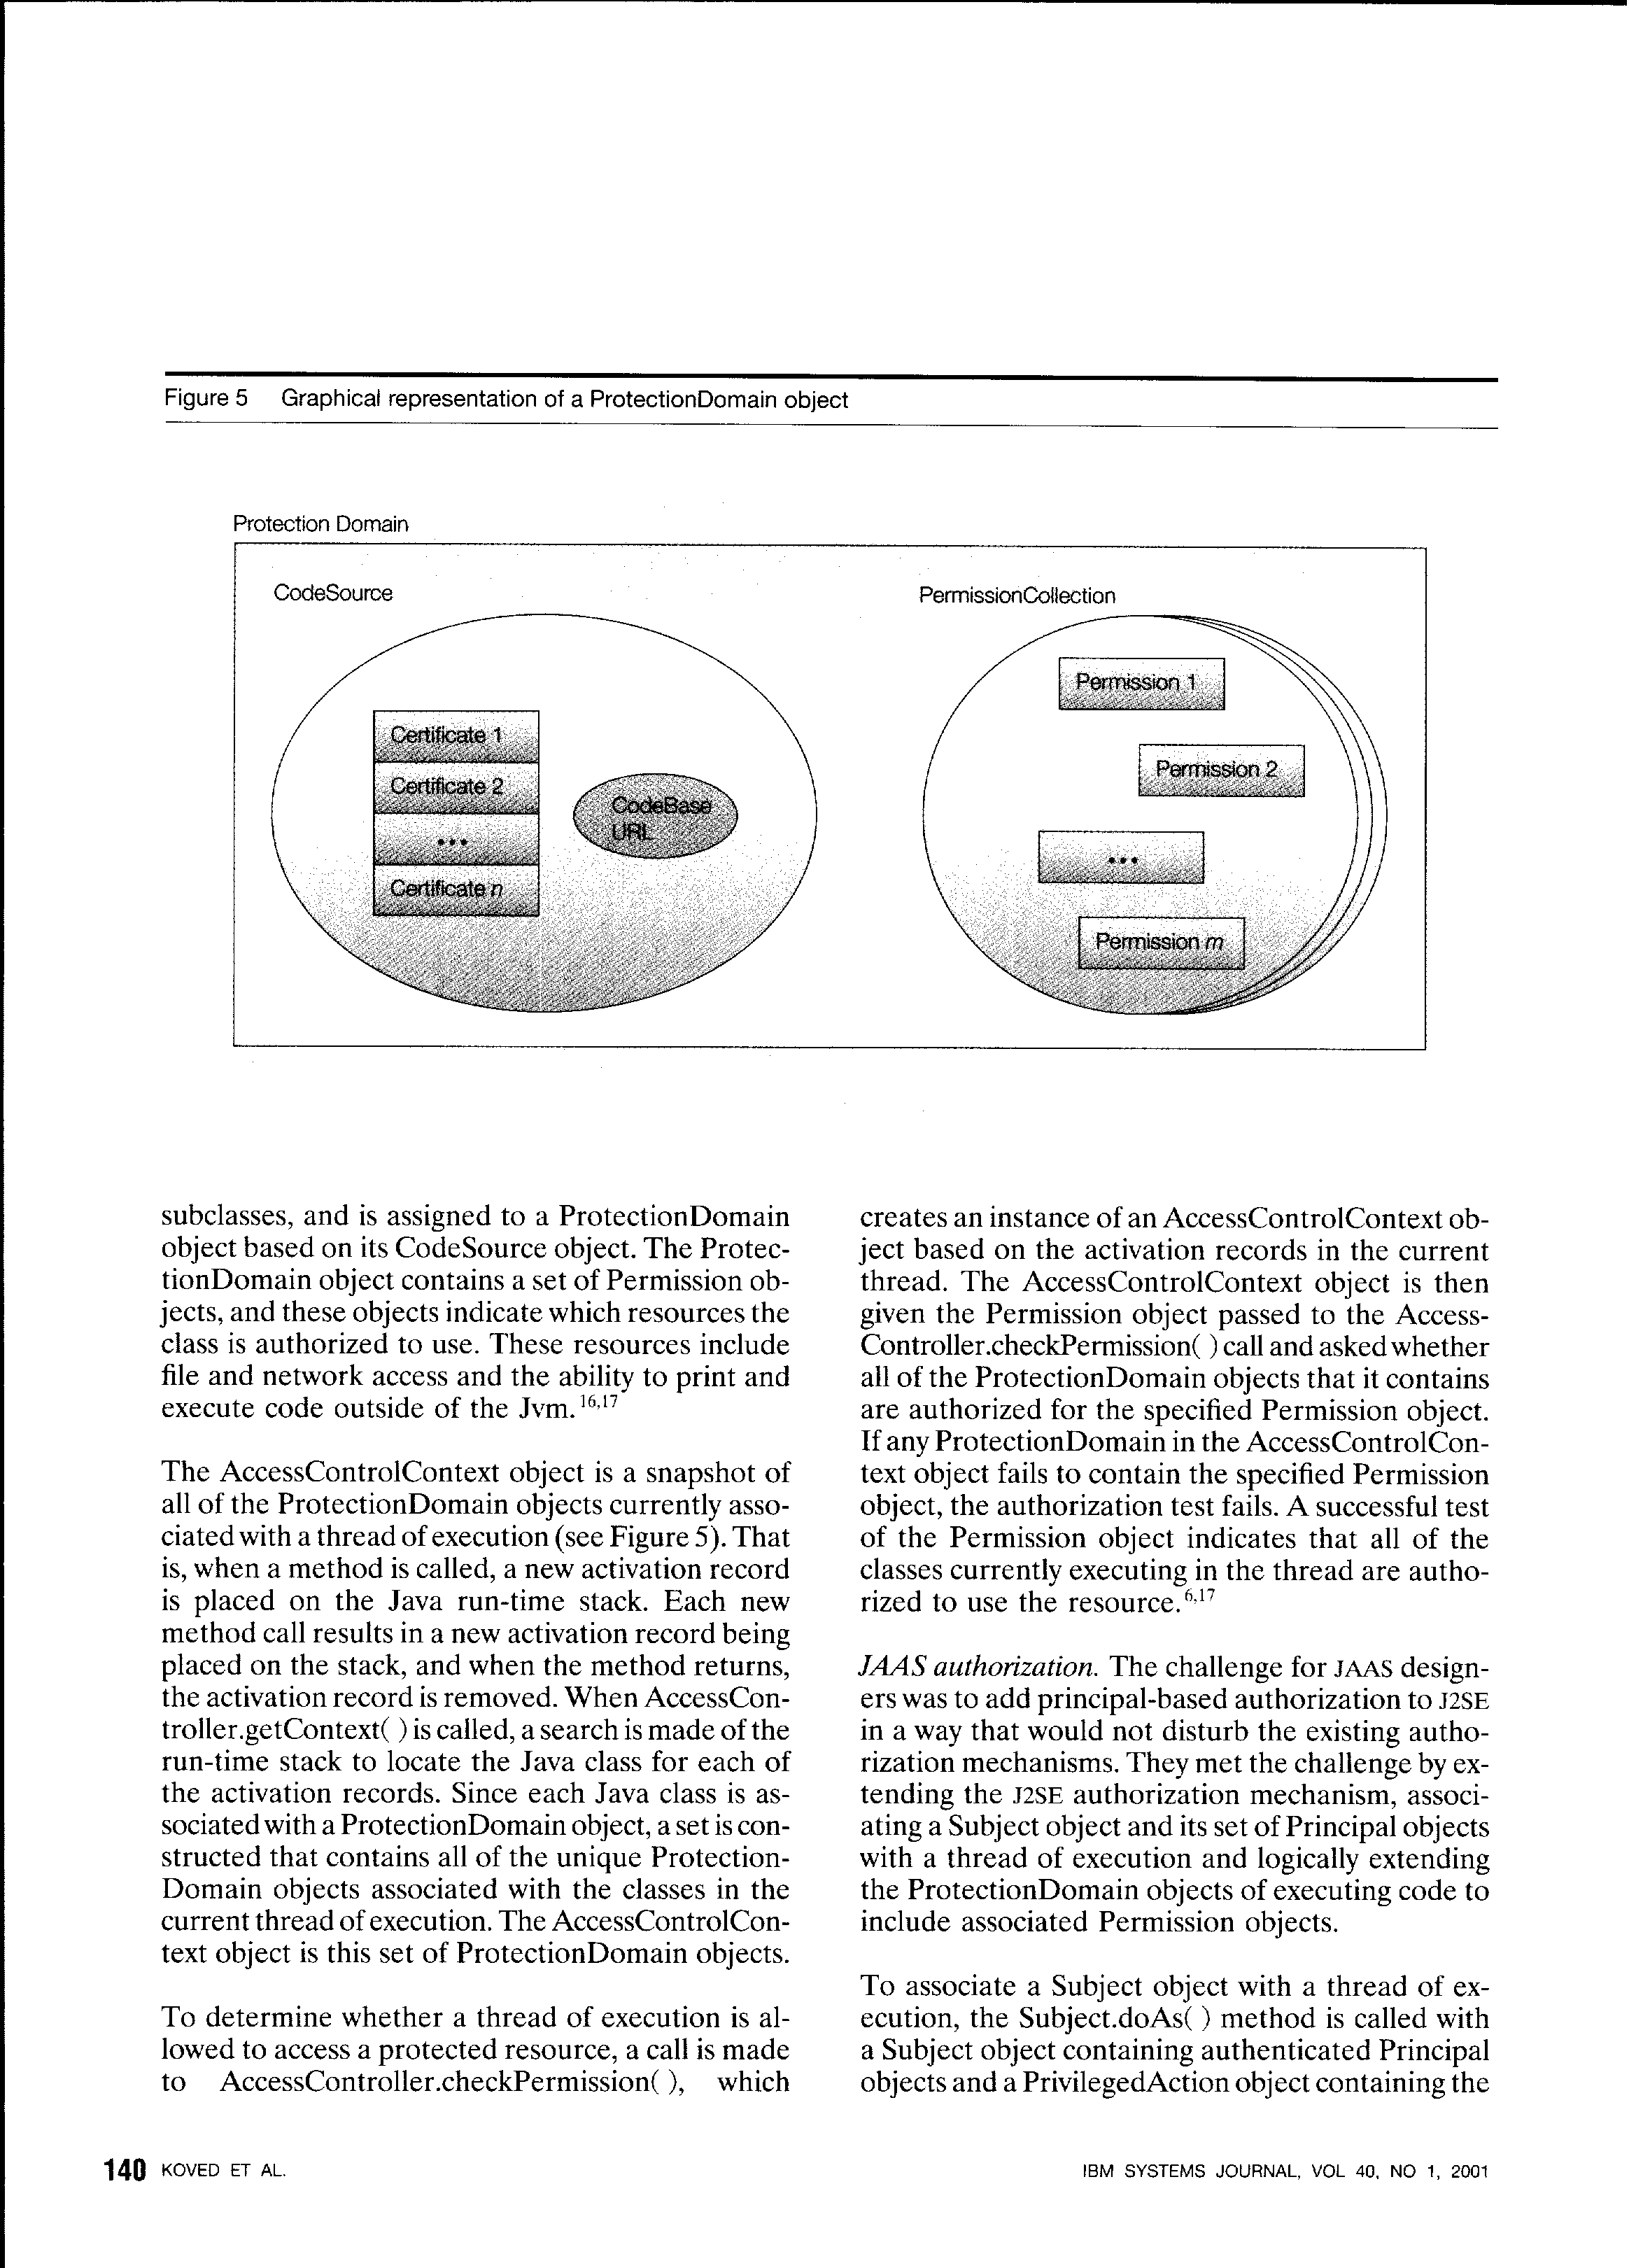 Figure 5 Graphical representation of a ProtectionDomain object
Protection Domain
CodeSource
Certificate 1
Certificate 2
...
Certificate n
CodeBase
URL
PermissionCollection
Permission 1
Permission 2
...
Permission m
subclasses, and is assigned to a ProtectionDomain
object based on its CodeSource object. The Protec-
tionDomain object contains a set of Permission ob-
jects, and these objects indicate which resources the
class is authorized to use. These resources include
file and network access and the ability to print and
execute code outside of the Jvm.16,17
The AccessControlContext object is a snapshot of
all of the ProtectionDomain objects currently asso-
ciated with a thread of execution (see Figure 5). That
is, when a method is called, a new activation record
is placed on the Java run-time stack. Each new
method call results in a new activation record being
placed on the stack, and when the method returns,
the activation record is removed. When AccessCon-
troller.getContext( ) is called, a search is made of the
run-time stack to locate the Java class for each of
the activation records. Since each Java class is as-
sociated with a ProtectionDomain object, a set is con-
structed that contains all of the unique Protection-
Domain objects associated with the classes in the
current thread of execution. The AccessControlCon-
text object is this set of ProtectionDomain objects.
To determine whether a thread of execution is al-
lowed to access a protected resource, a call is made
to AccessController.checkPermission( ), which
creates an instance of an AccessControlContext ob-
ject based on the activation records in the current
thread. The AccessControlContext object is then
given the Permission object passed to the Access-
Controller.checkPermission( ) call and asked whether
all of the ProtectionDomain objects that it contains
are authorized for the specified Permission object.
If any ProtectionDomain in the AccessControlCon-
text object fails to contain the specified Permission
object, the authorization test fails. A successful test
of the Permission object indicates that all of the
classes currently executing in the thread are autho-
rized to use the resource.6,17
JAAS authorization. The challenge for JAAS design-
ers was to add principal-based authorization to J2SE
in a way that would not disturb the existing autho-
rization mechanisms. They met the challenge by ex-
tending the J2SE authorization mechanism, associ-
ating a Subject object and its set of Principal objects
with a thread of execution and logically extending
the ProtectionDomain objects of executing code to
include associated Permission objects.
To associate a Subject object with a thread of ex-
ecution, the Subject.doAs( ) method is called with
a Subject object containing authenticated Principal
objects and a PrivilegedAction object containing the
140 KOVED ET AL.
IBM SYSTEMS JOURNAL, VOL 40, NO 1, 2001